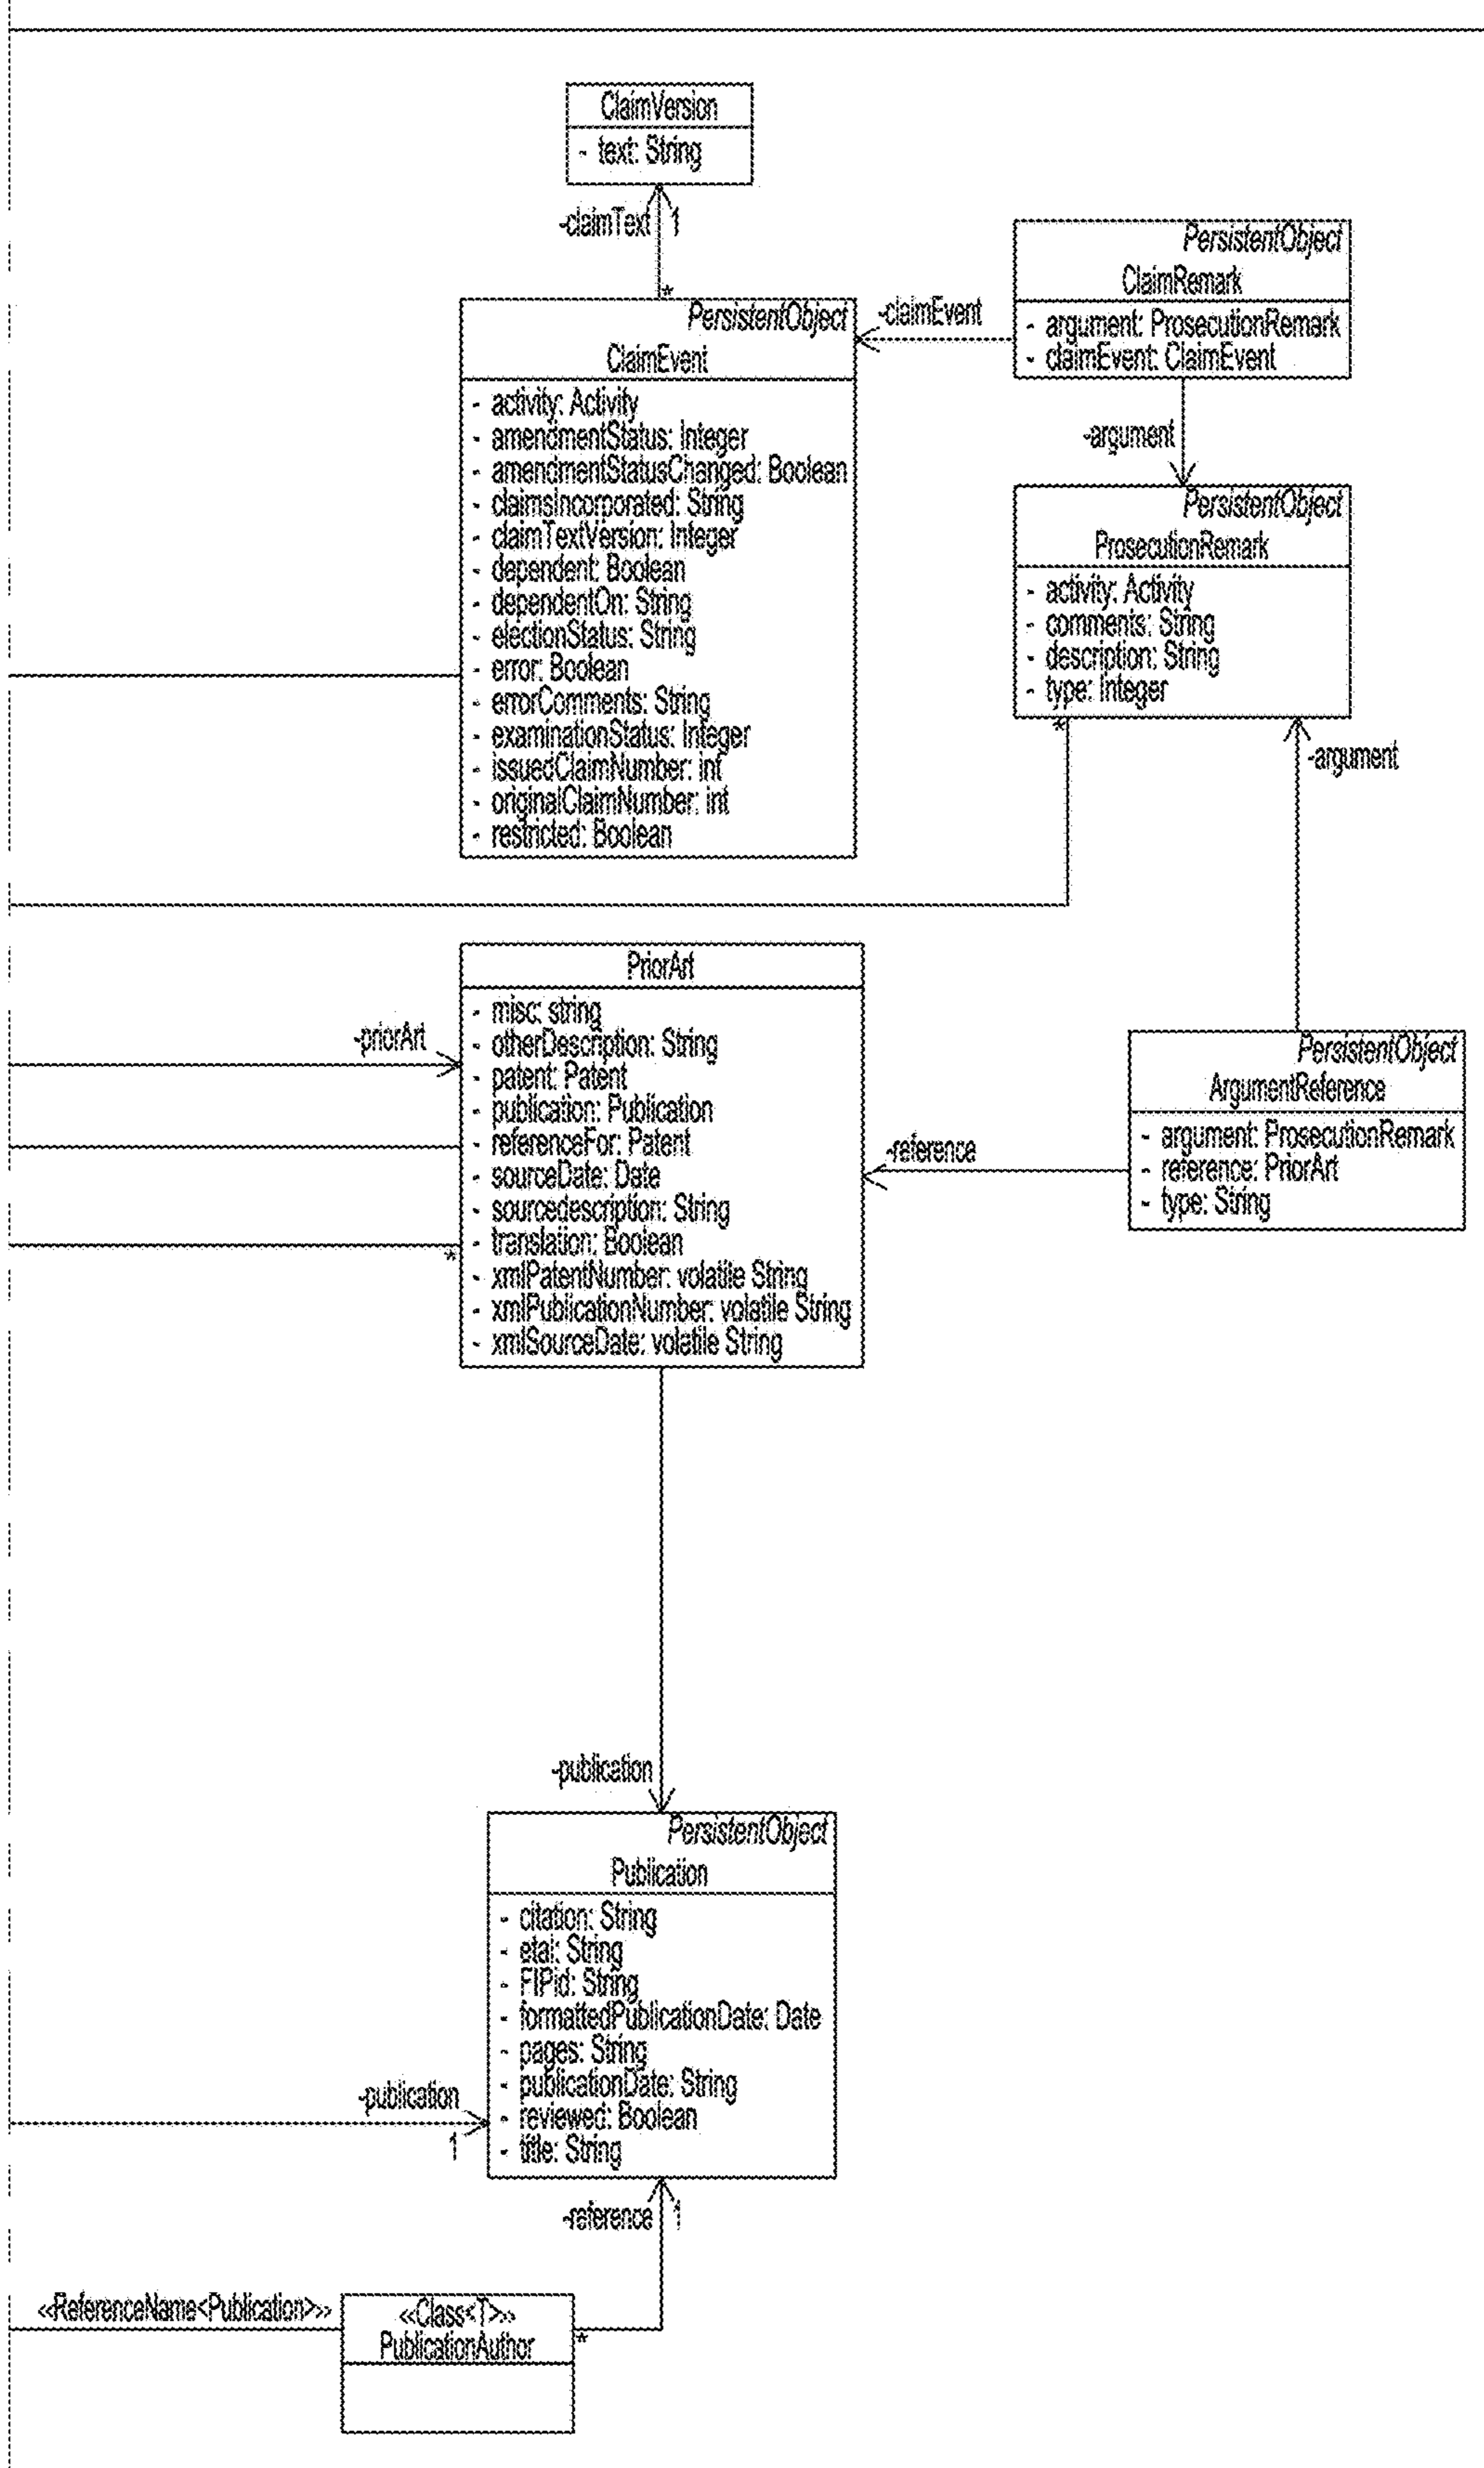 ClaimVersion
- text: String
-claimText 1
*
PersistentObject
ClaimEvent
- activity: Activity
- amendmentStatus: Integer
- amendmentStatusChanged: Boolean
- claimsIncorporated: String
- claimTextVersion: Integer
- dependent: Boolean
- dependentOn: String
- electionStatus: String
- error: Boolean
- errorComments: String
- examinationStatus: Integer
- issuedClaimNumber: int
- originalClaimNumber: int
- restricted: Boolean
-claimEvent
PersistentObject
ClaimRemark
- argument: ProsecutionRemark
- claimEvent: ClaimEvent
-argument
PersistentObject
ProsecutionRemark
- activity: Activity
- comments: String
- description: String
- type: Integer
*
-argument
PriorArt
- misc: string
- otherDescription: String
- patent: Patent
- publication: Publication
- referenceFor: Patent
- sourceDate: Date
- sourcedescription: String
- translation: Boolean
- xmlPatentNumber: volatile String
- xmlPublicationNumber: volatile String
- xmlSourceDate: volatile String
-priorArt
*
-reference
PersistentObject
ArgumentReference
- argument: ProsecutionRemark
- reference: PriorArt
- type: String
-publication
PersistentObject
Publication
- citation: String
- etal: String
- FIPid: String
- formattedPublicationDate: Date
- pages: String
- publicationDate: String
- reviewed: Boolean
- title: String
-publication
1
-reference 1
<<ReferenceName<Publication>>>
<<Class<T>>>
PublicationAuthor
*